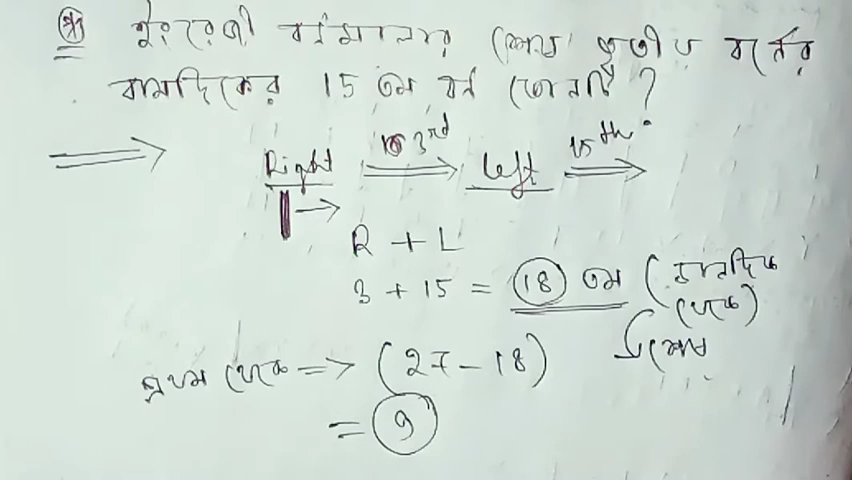 প্রশ্ন ইংরেজী বর্ণমালার শেষ তৃতীয় বর্ণের
বামদিকের 15 তম বর্ন কোনটি?
Right 3rd Left 15th
R + L
3 + 15 = 18 তম (ডানদিক
থেকে)
শেষ
প্রথম থেকে => (27 - 18)
= 9